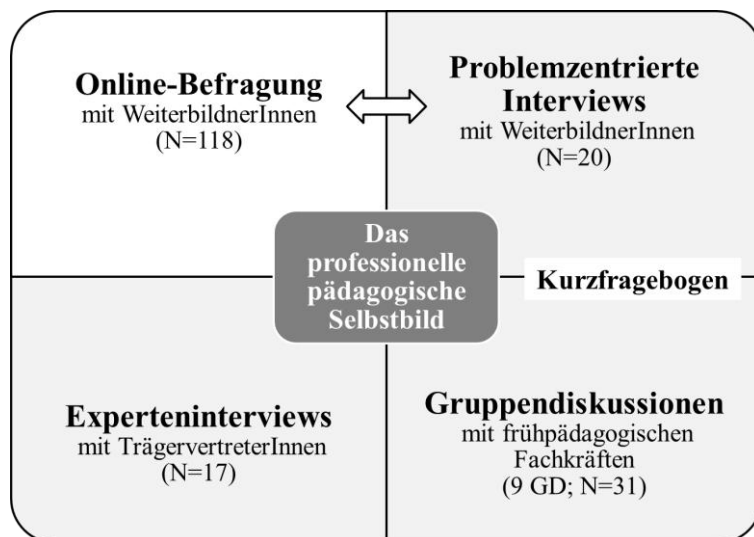 Online-Befragung
mit WeiterbildnerInnen
(N=118)
Problemzentrierte
Interviews
mit WeiterbildnerInnen
(N=20)
Das
professionelle
pädagogische
Selbstbild
Kurzfragebogen
Experteninterviews
mit TrägervertreterInnen
(N=17)
Gruppendiskussionen
mit frühpädagogischen
Fachkräften
(9 GD; N=31)